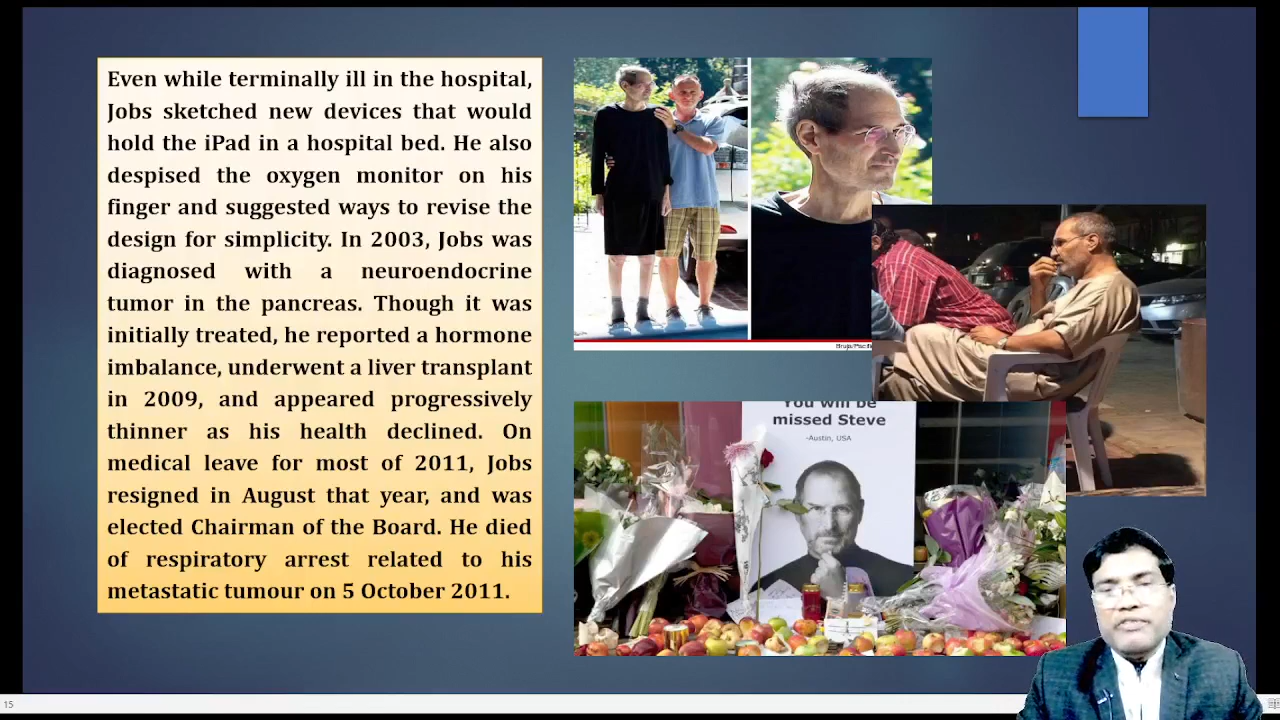 Even while terminally ill in the hospital,
Jobs sketched new devices that would
hold the iPad in a hospital bed. He also
despised the oxygen monitor on his
finger and suggested ways to revise the
design for simplicity. In 2003, Jobs was
diagnosed with a neuroendocrine
tumor in the pancreas. Though it was
initially treated, he reported a hormone
imbalance, underwent a liver transplant
in 2009, and appeared progressively
thinner as his health declined. On
medical leave for most of 2011, Jobs
resigned in August that year, and was
elected Chairman of the Board. He died
of respiratory arrest related to his
metastatic tumour on 5 October 2011.
You will be
missed Steve
-Austin, USA
15